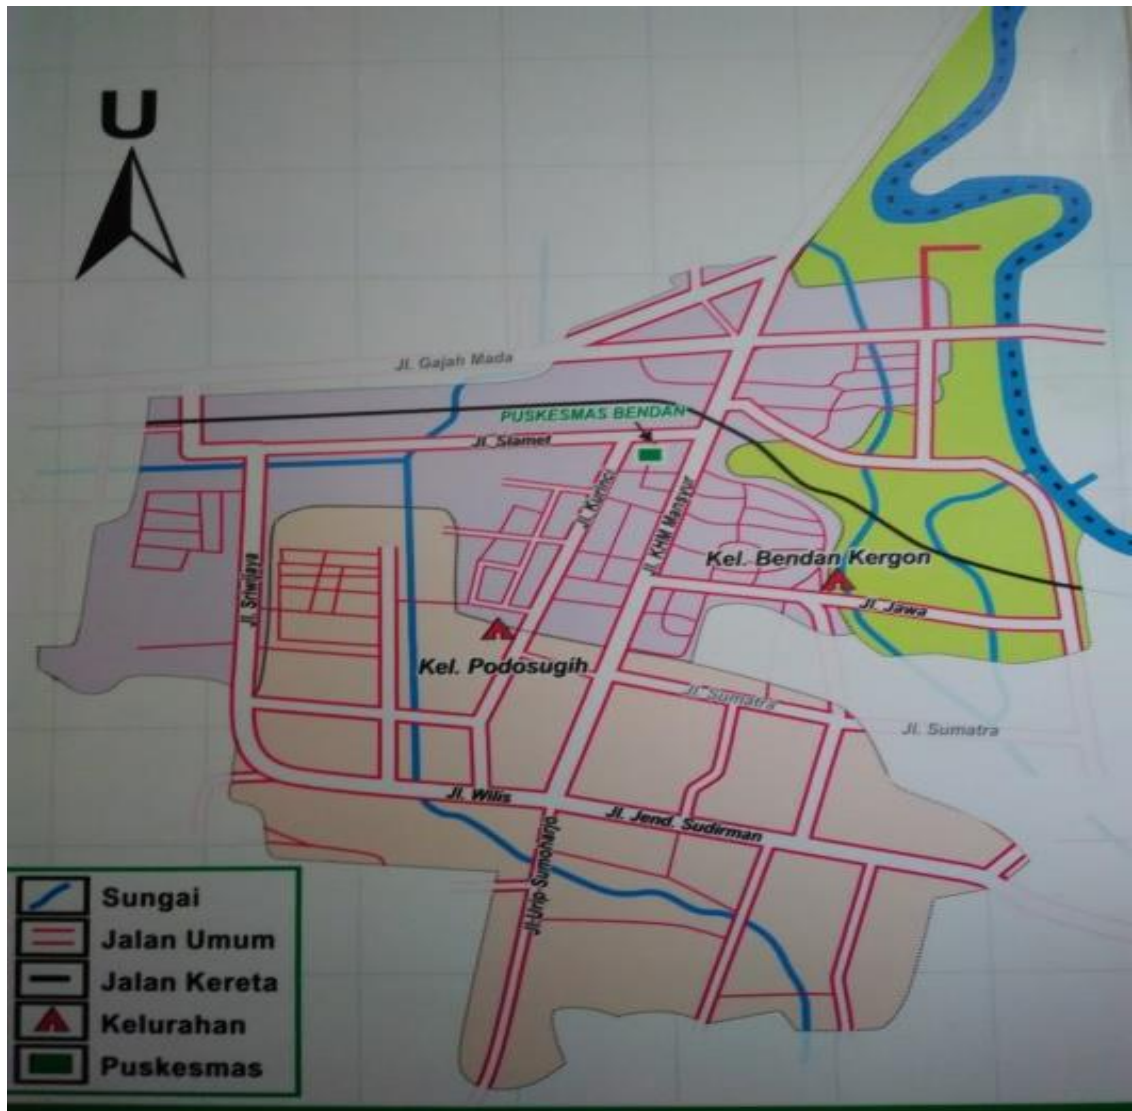 U
Jl. Gajah Mada
PUSKESMAS BENDAN
Jl. Slamet
Jl. Kurinci
Jl. KHM Mansyur
Kel. Bendan Kergon
Jl. Sriwijaya
Jl. Jawa
Kel. Podosugih
Jl. Sumatra
Jl. Sumatra
Jl. Wilis
Jl. Jend. Sudirman
Jl.Urip Sumoharjo
Sungai
Jalan Umum
Jalan Kereta
Kelurahan
Puskesmas